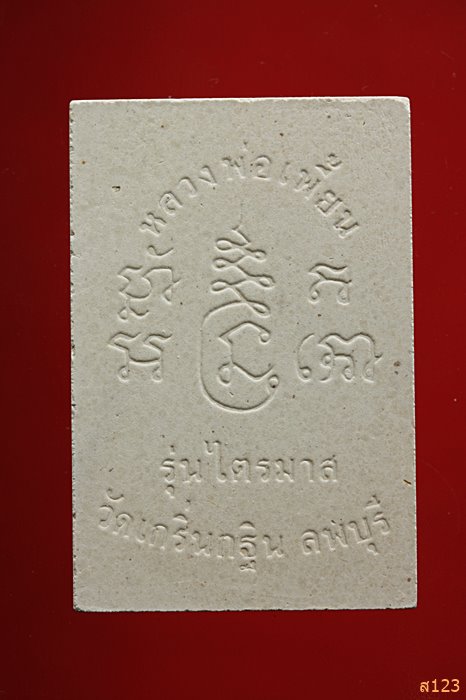 หลวงพ่อเพี้ยน
รุ่นไตรมาส
วัดเกริ่นกฐิน ลพบุรี
ส123